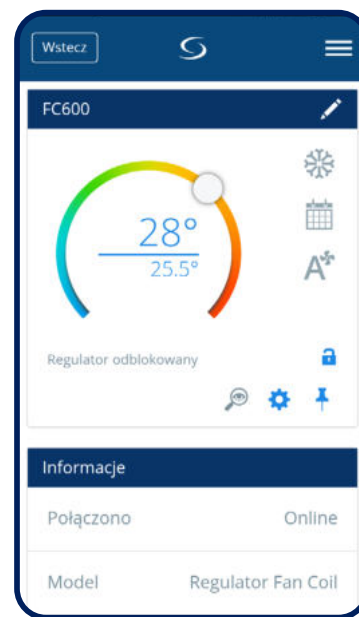 Wstecz
FC600
28°
25.5°
A
Regulator odblokowany
Informacje
Połączono Online
Model Regulator Fan Coil